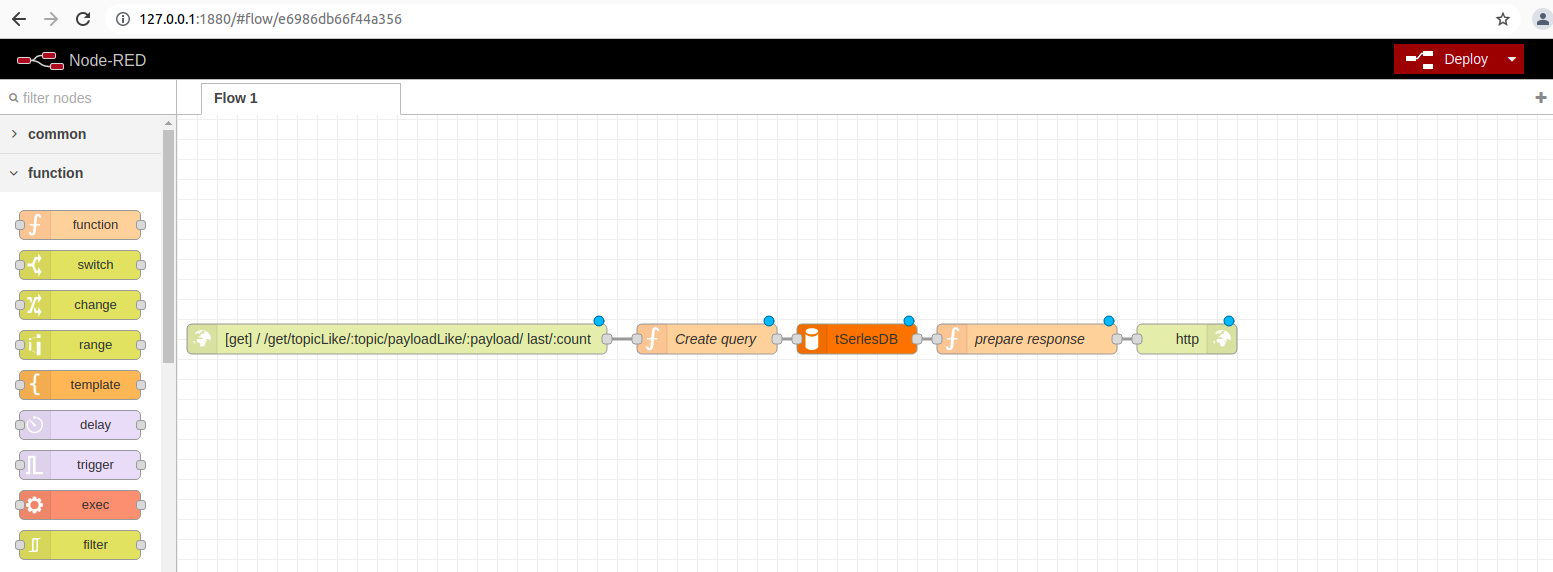 127.0.0.1:1880/#flow/e6986db66f44a356
Node-RED
Deploy
filter nodes
Flow 1
common
function
function
switch
change
range
template
delay
trigger
exec
filter
[get] / /get/topicLike/:topic/payloadLike/:payload/ last/:count
Create query
tSeriesDB
prepare response
http